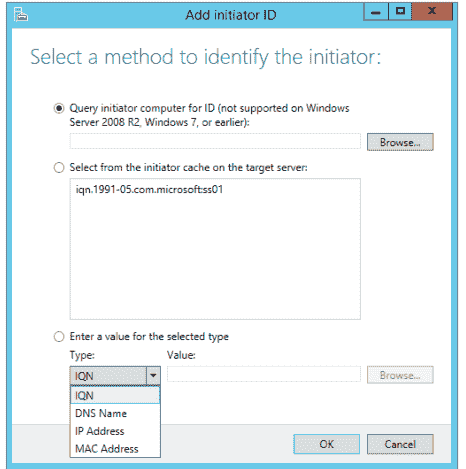 Add initiator ID
Select a method to identify the initiator:
Query initiator computer for ID (not supported on Windows
Server 2008 R2, Windows 7, or earlier):
Browse...
Select from the initiator cache on the target server:
iqn.1991-05.com.microsoft:ss01
Enter a value for the selected type
Type: Value:
IQN Browse...
IQN
DNS Name
IP Address
MAC Address
OK Cancel